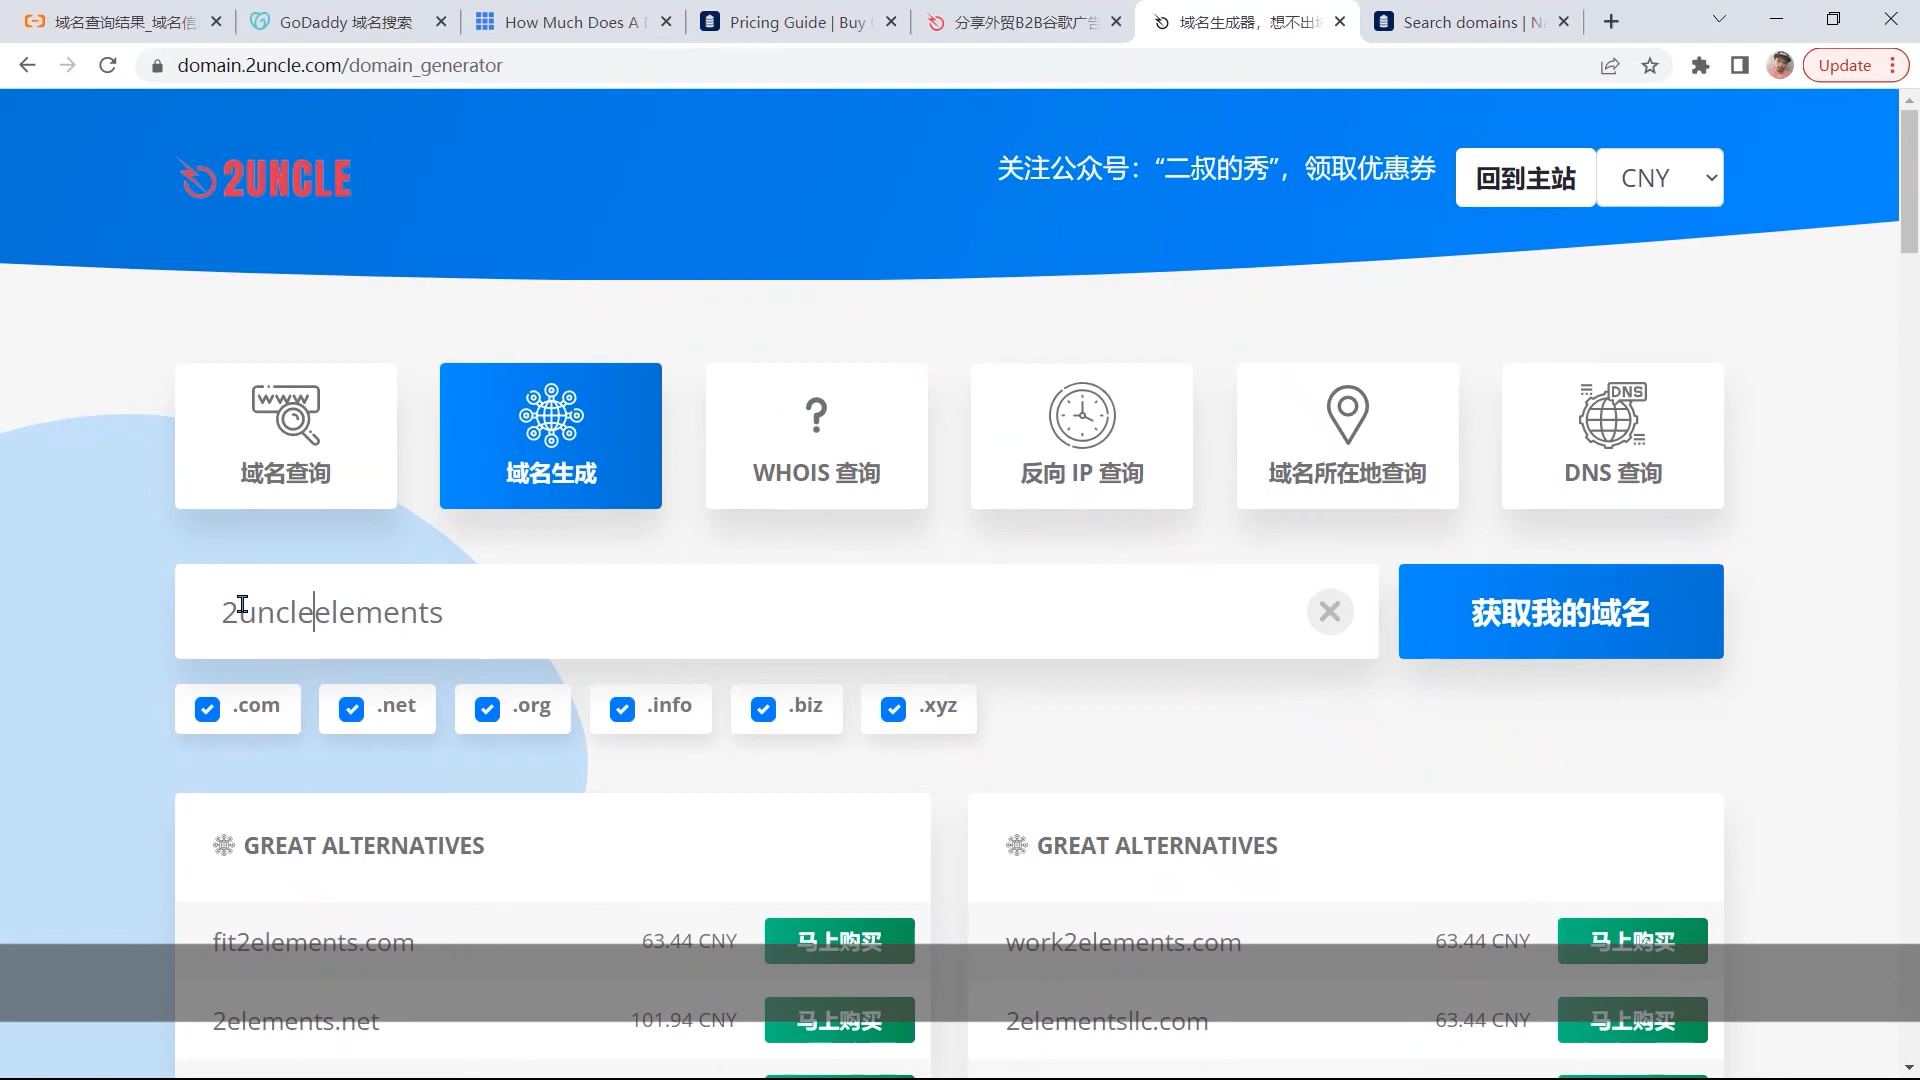 域名查询结果_域名信
GoDaddy 域名搜索
How Much Does A D
Pricing Guide | Buy
分享外贸B2B谷歌广告
域名生成器，想不出
Search domains | N
domain.2uncle.com/domain_generator
Update
2UNCLE
关注公众号：“二叔的秀”，领取优惠券
回到主站
CNY
www
域名查询
域名生成
?
WHOIS 查询
反向 IP 查询
域名所在地查询
DNS
DNS 查询
2uncleelements
获取我的域名
.com
.net
.org
.info
.biz
.xyz
GREAT ALTERNATIVES
GREAT ALTERNATIVES
fit2elements.com 63.44 CNY 马上购买
work2elements.com 63.44 CNY 马上购买
2elements.net 101.94 CNY 马上购买
2elementsllc.com 63.44 CNY 马上购买